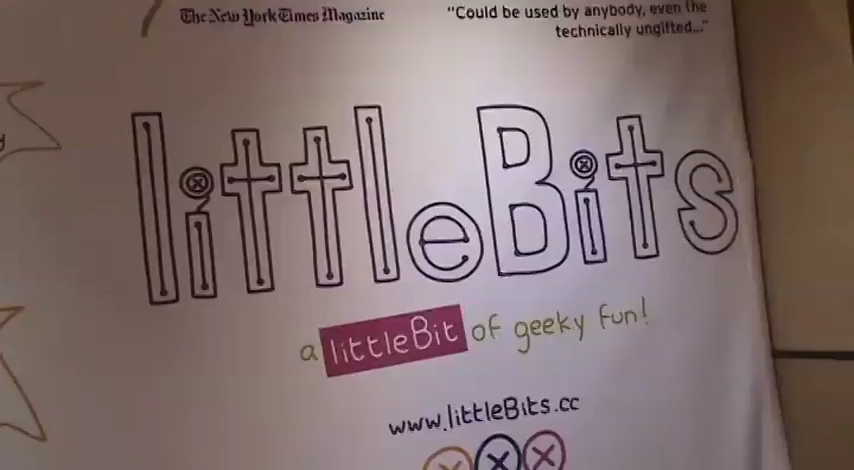 The New York Times Magazine
"Could be used by anybody, even the
technically ungifted..."
littleBits
a littleBit of geeky fun!
www.littleBits.cc